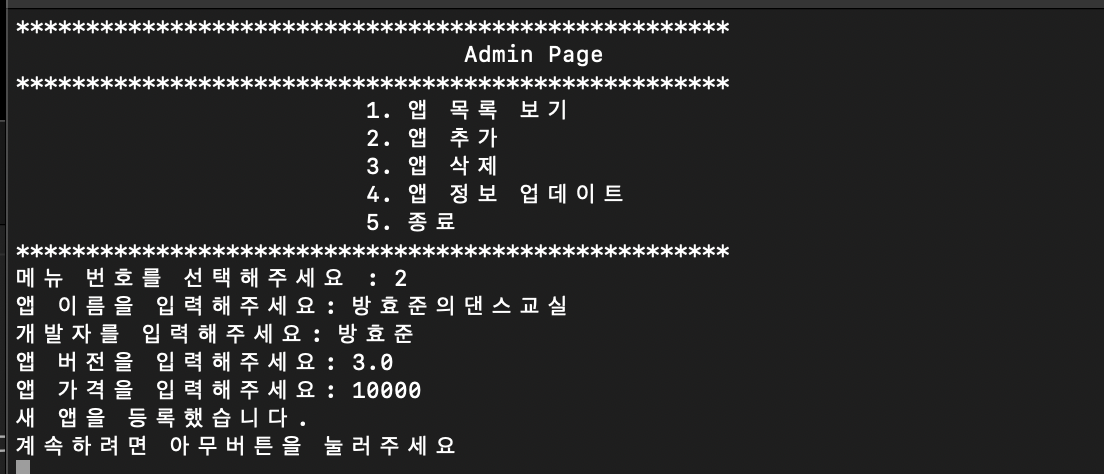 ***************************************************
Admin Page
***************************************************
1. 앱 목록 보기
2. 앱 추가
3. 앱 삭제
4. 앱 정보 업데이트
5. 종료
***************************************************
메뉴 번호를 선택해주세요 : 2
앱 이름을 입력해주세요: 방효준의댄스교실
개발자를 입력해주세요: 방효준
앱 버전을 입력해주세요: 3.0
앱 가격을 입력해주세요: 10000
새 앱을 등록했습니다.
계속하려면 아무버튼을 눌러주세요